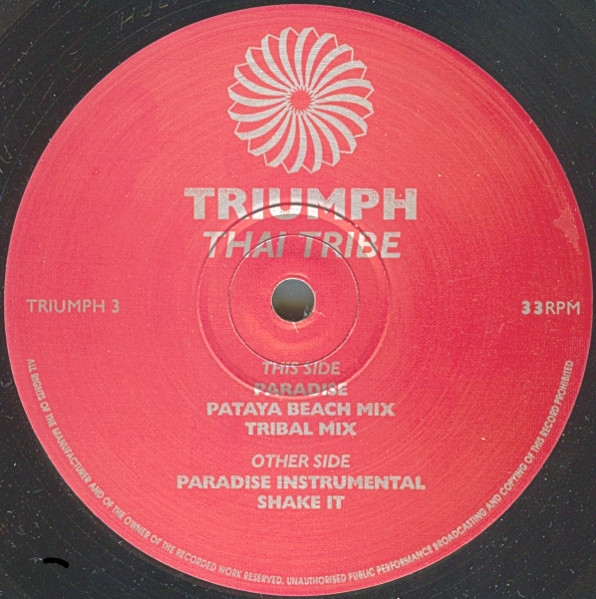 TRIUMPH
THAI TRIBE
TRIUMPH 3
33RPM
THIS SIDE
PARADISE
PATAYA BEACH MIX
TRIBAL MIX
OTHER SIDE
PARADISE INSTRUMENTAL
SHAKE IT
ALL RIGHTS OF THE MANUFACTURER AND OF THE OWNER OF THE RECORDED WORK RESERVED. UNAUTHORISED PUBLIC PERFORMANCE BROADCASTING AND COPYING OF THIS RECORD PROHIBITED